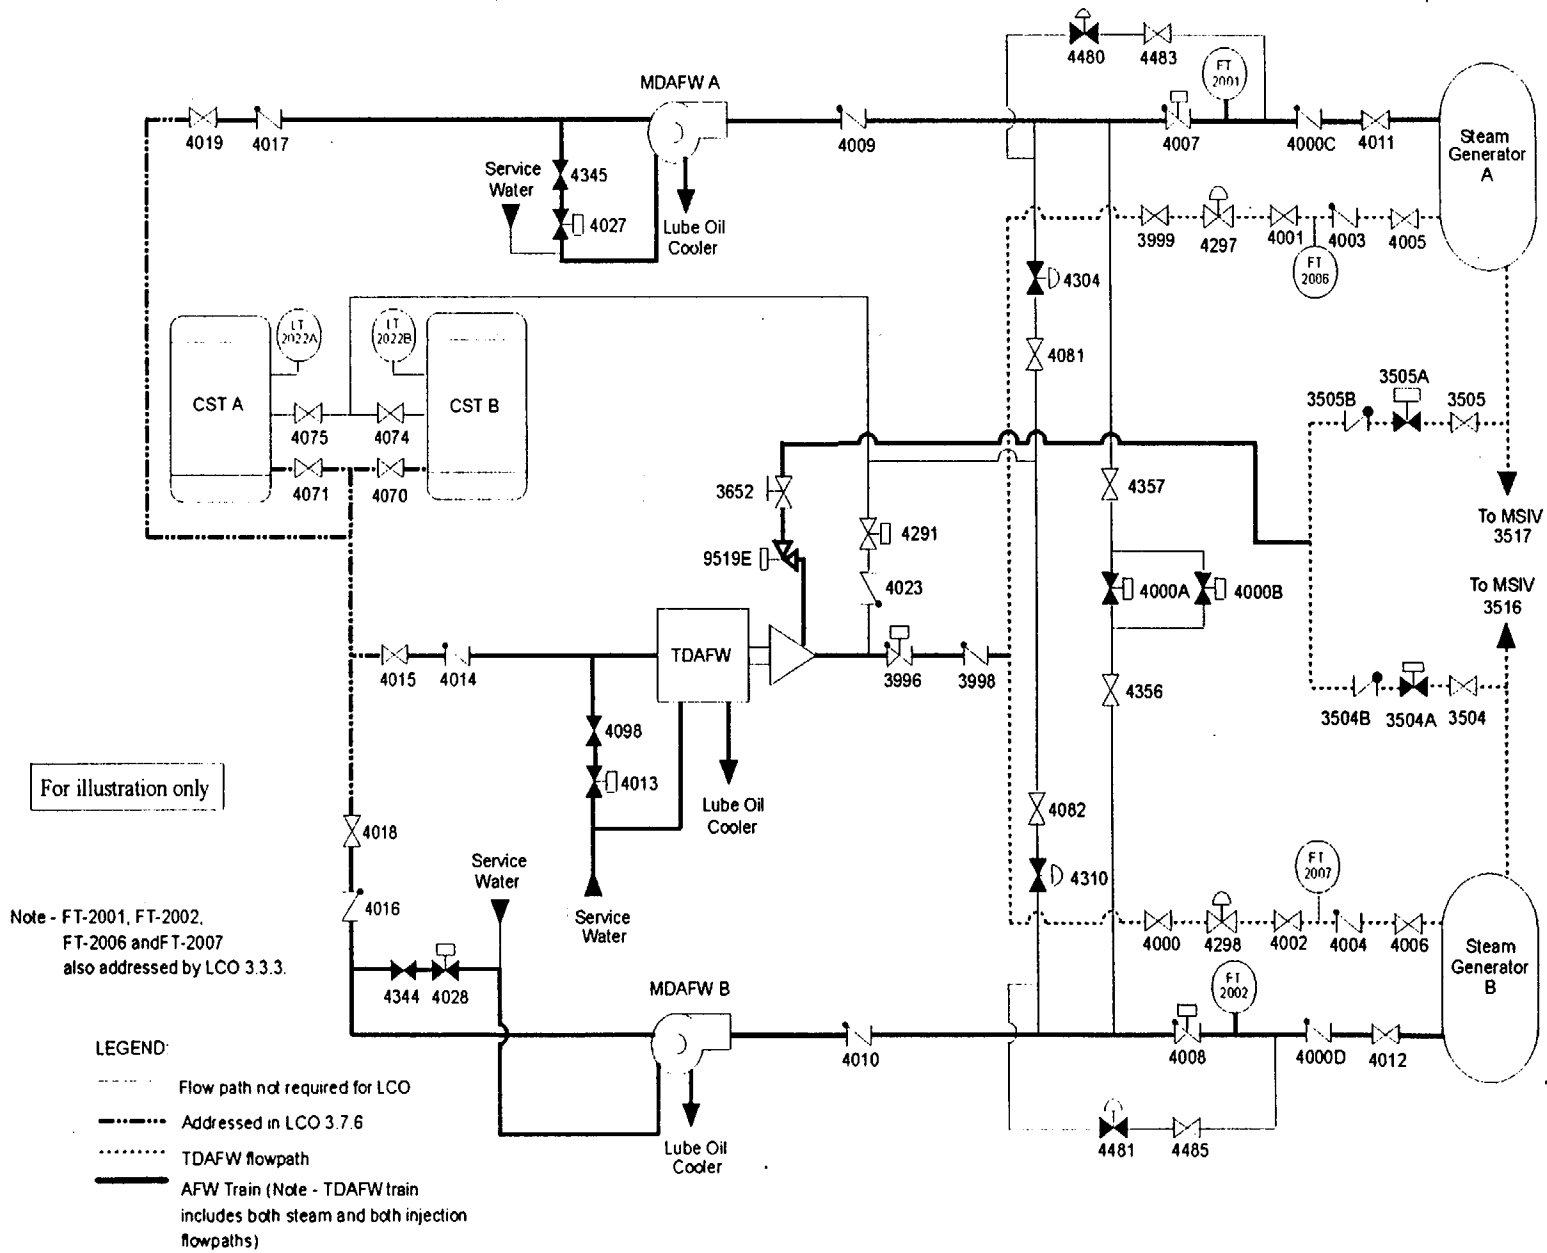 4480
4483
FT
2001
MDAFW A
4019
4017
4009
4007
4000C
4011
Steam
Generator
A
Service
Water
4345
4027
Lube Oil
Cooler
3999
4297
4001
4003
4005
FT
2006
4304
LT
2022A
LT
2022B
4081
CST A
CST B
4075
4074
4071
4070
3505B
3505A
3505
3652
4357
To MSIV
3517
4291
9519E
4023
4000A
4000B
To MSIV
3516
TDAFW
4015
4014
3996
3998
4356
3504B
3504A
3504
4098
4013
Lube Oil
Cooler
For illustration only
4018
4082
Service
Water
4016
Service
Water
4310
FT
2007
Note - FT-2001, FT-2002,
FT-2006 andFT-2007
also addressed by LCO 3.3.3.
4000
4298
4002
4004
4006
4344
4028
MDAFW B
FT
2002
Steam
Generator
B
4010
4008
4000D
4012
LEGEND:
Flow path not required for LCO
Addressed in LCO 3.7.6
TDAFW flowpath
AFW Train (Note - TDAFW train
includes both steam and both injection
flowpaths)
Lube Oil
Cooler
4481
4485